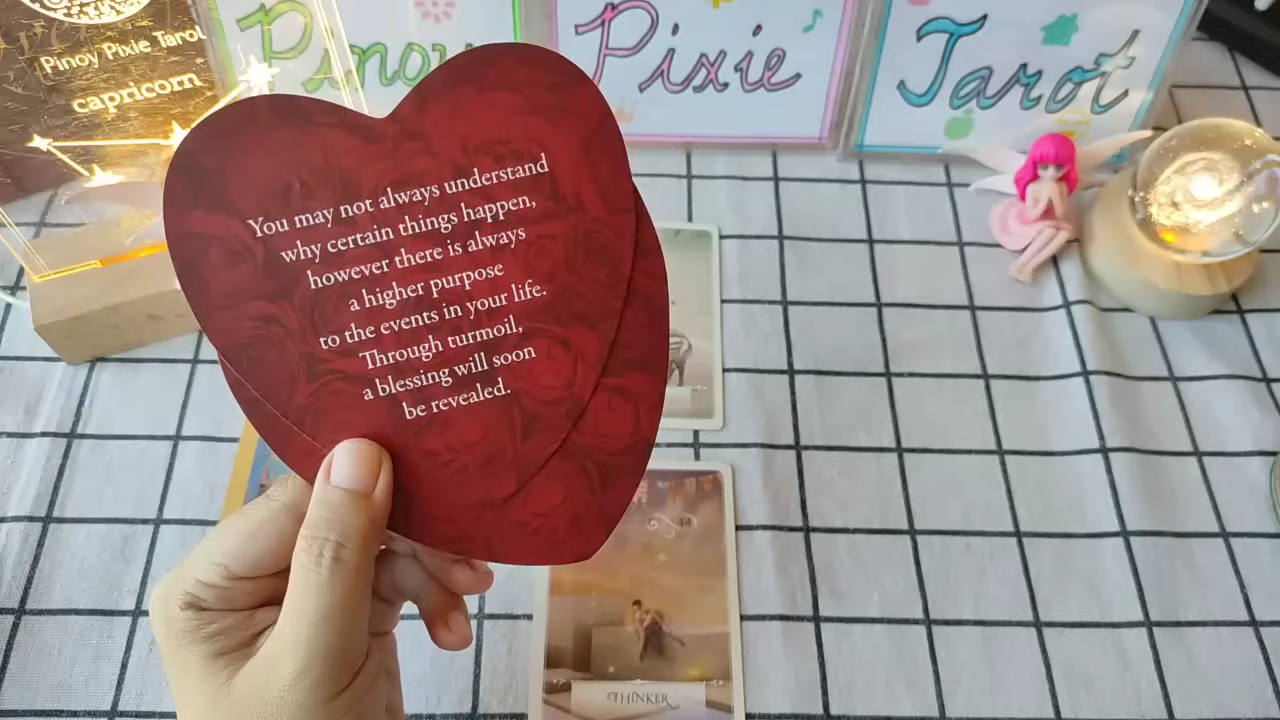 Pinoy Pixie Tarot
capricorn
Pinoy
Pixie
Tarot
You may not always understand
why certain things happen,
however there is always
a higher purpose
to the events in your life.
Through turmoil,
a blessing will soon
be revealed.
THINKER